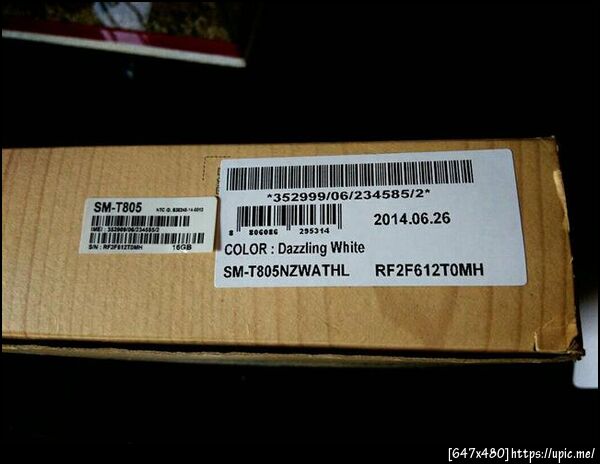 SM-T805
IMEI : 352999/06/234585/2
S/N : RF2F612T0MH 16GB
*352999/06/234585/2*
8 806086 295314
2014.06.26
COLOR : Dazzling White
SM-T805NZWATHL RF2F612T0MH
[647x480]https://upic.me/